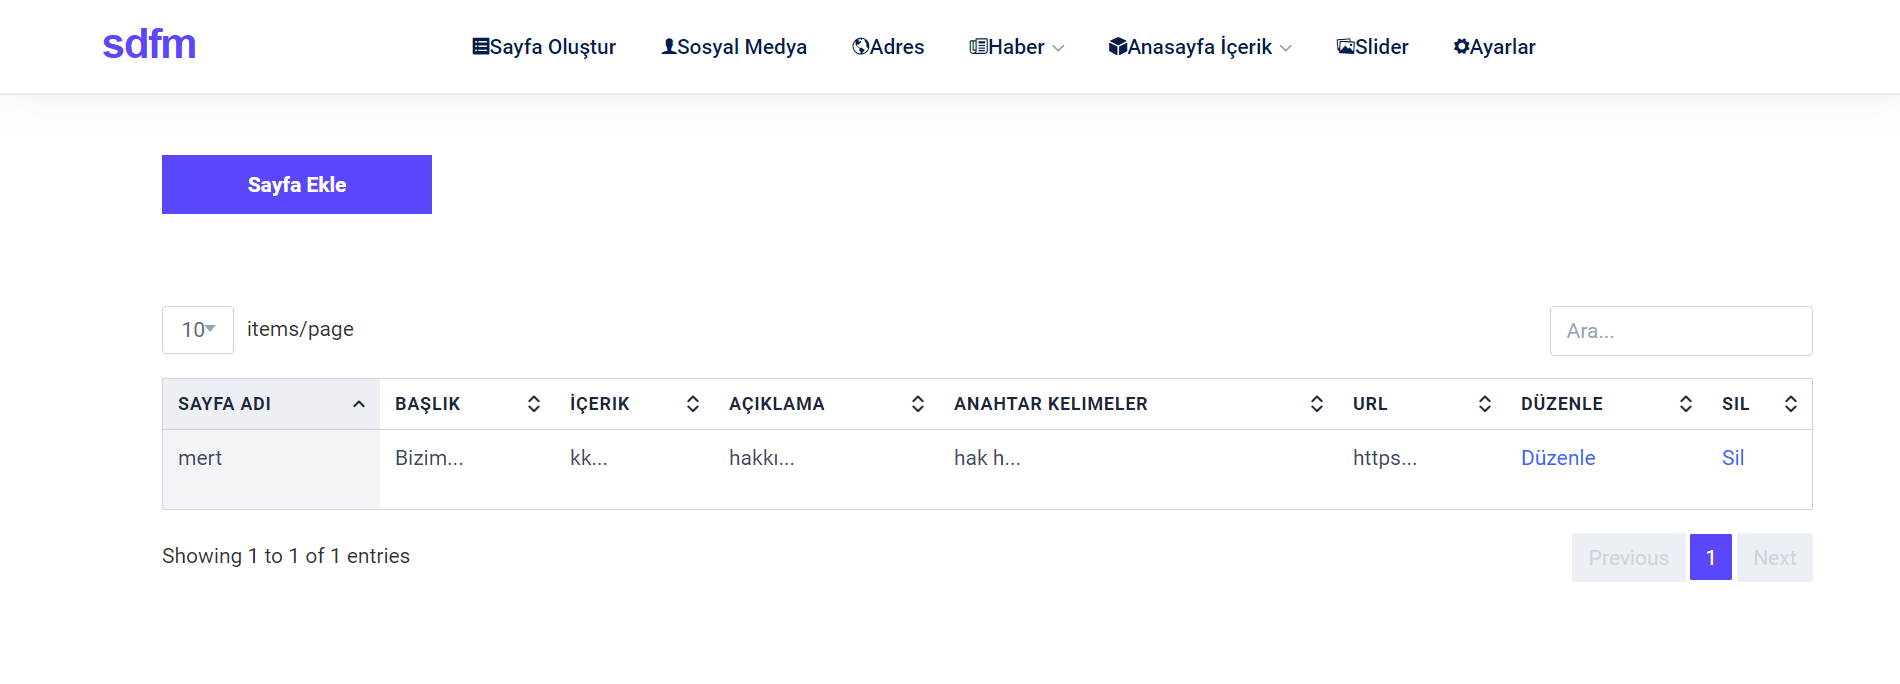 sdfm
Sayfa Oluştur Sosyal Medya Adres Haber Anasayfa İçerik Slider Ayarlar
Sayfa Ekle
10 items/page
Ara...
SAYFA ADI BAŞLIK İÇERIK AÇIKLAMA ANAHTAR KELIMELER URL DÜZENLE SIL
mert Bizim... kk... hakkı... hak h... https... Düzenle Sil
Showing 1 to 1 of 1 entries
Previous 1 Next